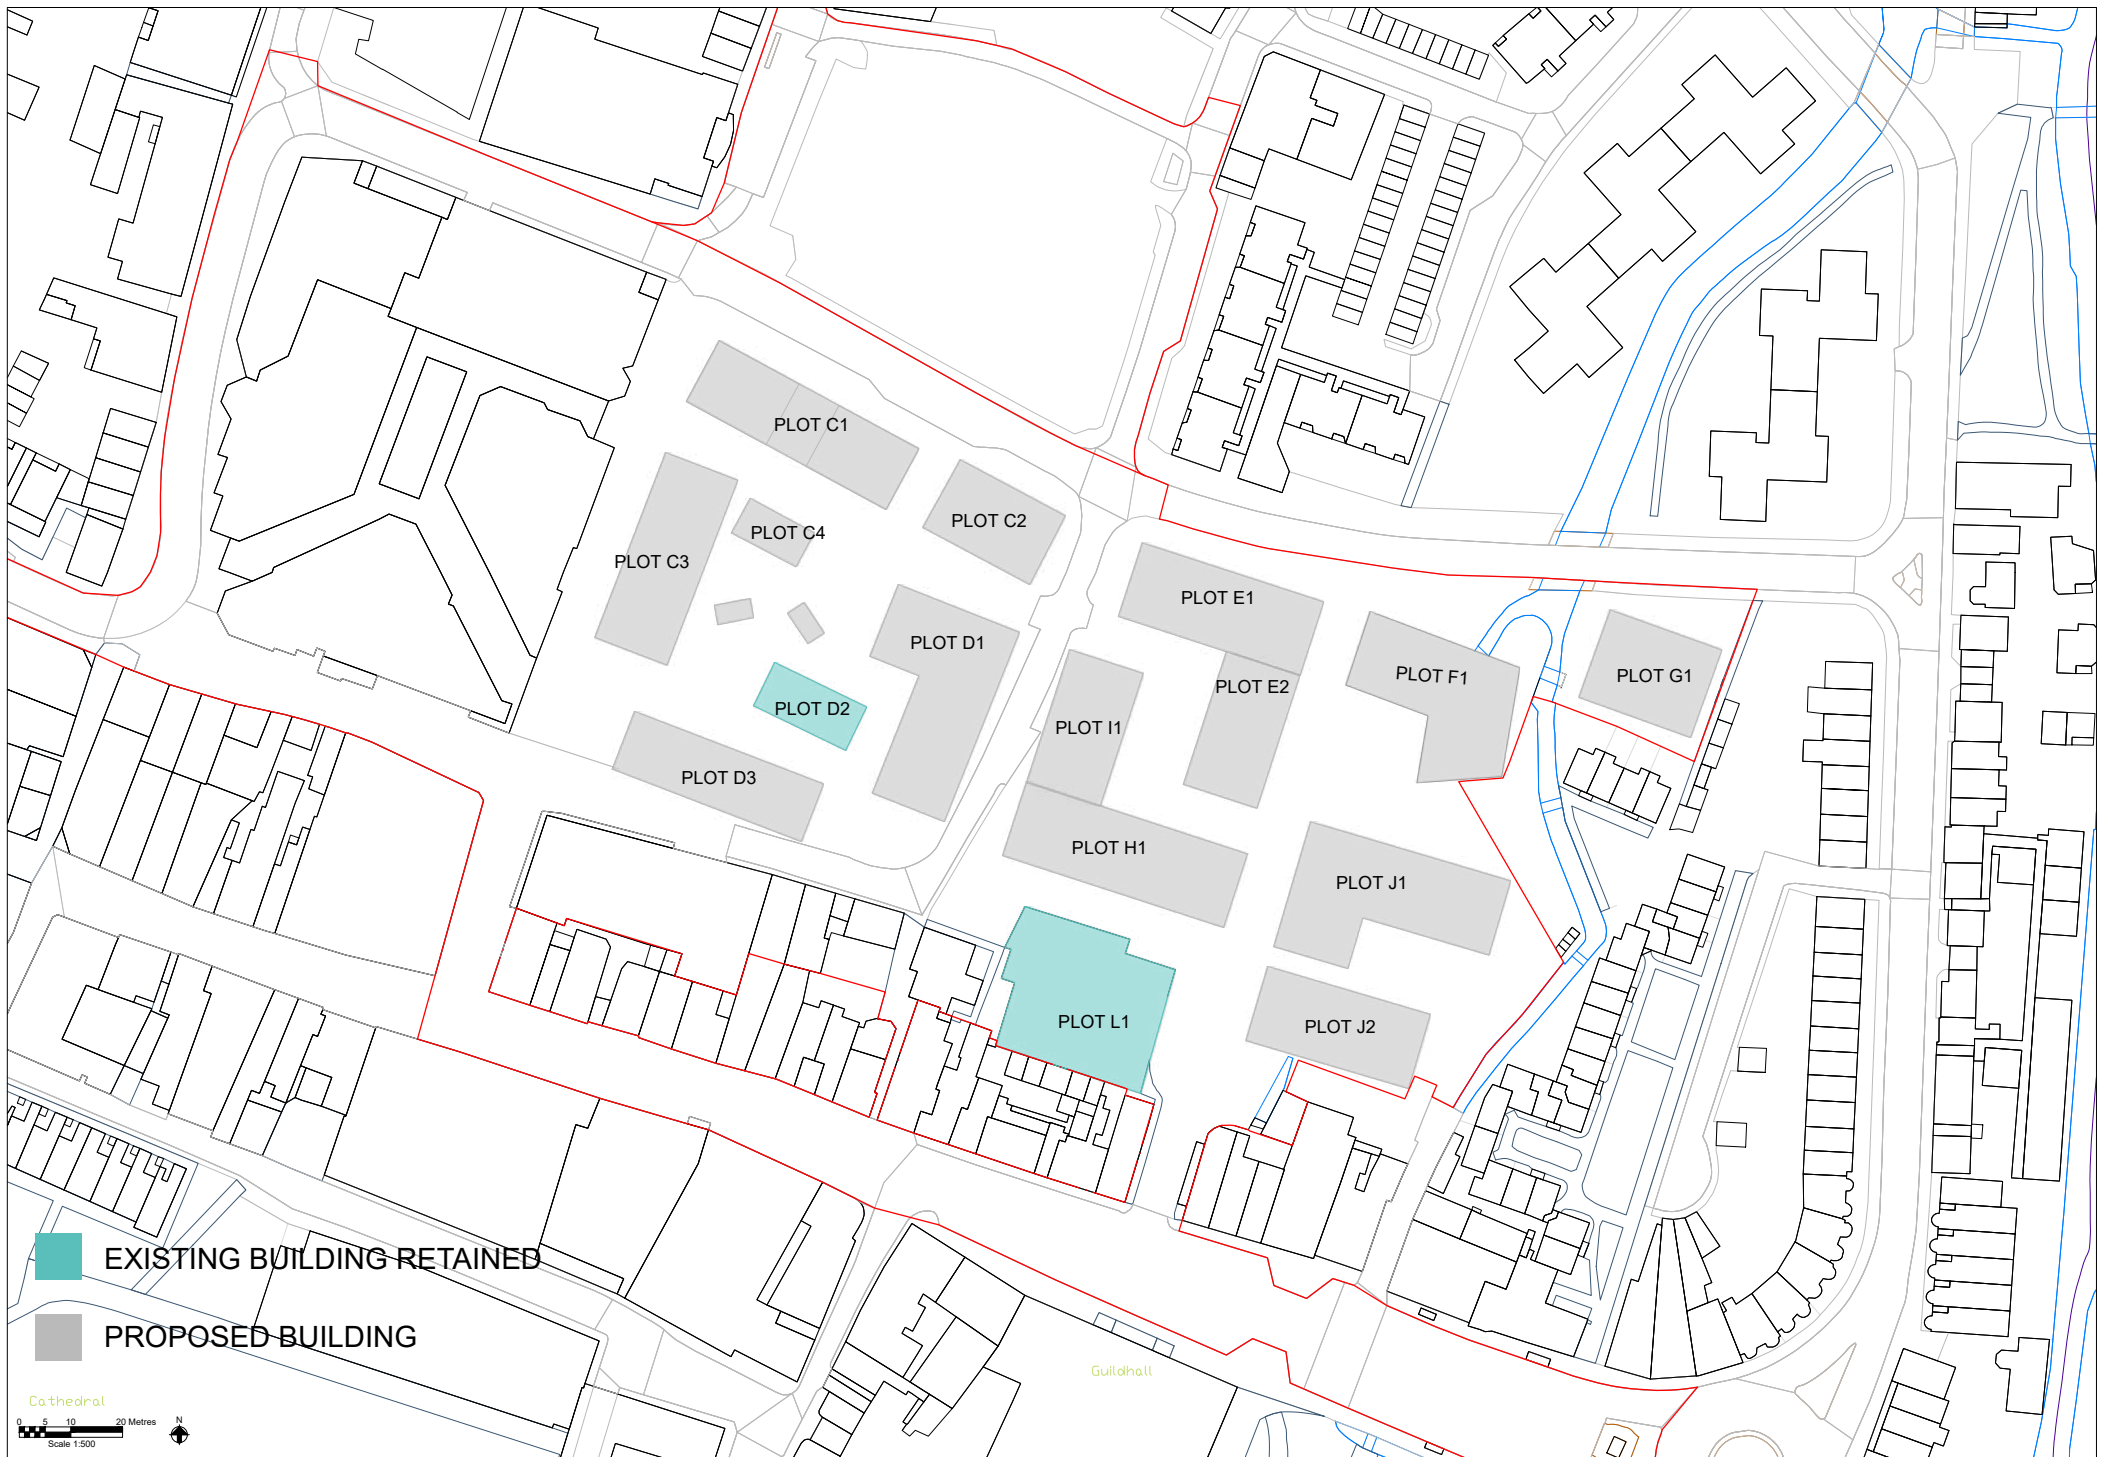 PLOT C1
PLOT C2
PLOT C4
PLOT C3
PLOT E1
PLOT D1
PLOT F1
PLOT G1
PLOT E2
PLOT D2
PLOT I1
PLOT D3
PLOT H1
PLOT J1
PLOT L1
PLOT J2
EXISTING BUILDING RETAINED
PROPOSED BUILDING
Guildhall
Cathedral
0 5 10 20 Metres
Scale 1:500
N